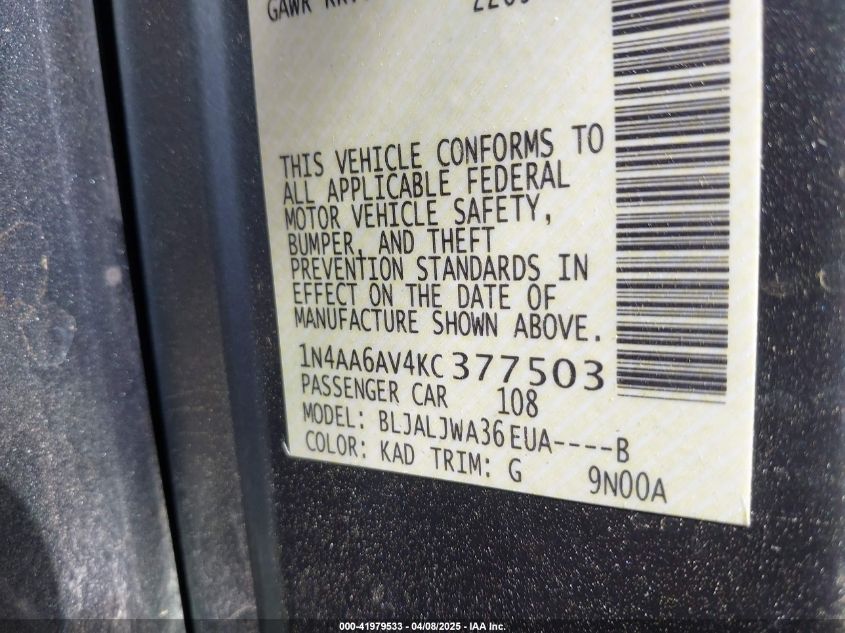 GAWR
THIS VEHICLE CONFORMS TO
ALL APPLICABLE FEDERAL
MOTOR VEHICLE SAFETY,
BUMPER, AND THEFT
PREVENTION STANDARDS IN
EFFECT ON THE DATE OF
MANUFACTURE SHOWN ABOVE.
1N4AA6AV4KC377503
PASSENGER CAR 108
MODEL: BLJALJWA36EUA----B
COLOR: KAD TRIM: G 9N00A
000-41979533 - 04/08/2025 - IAA Inc.